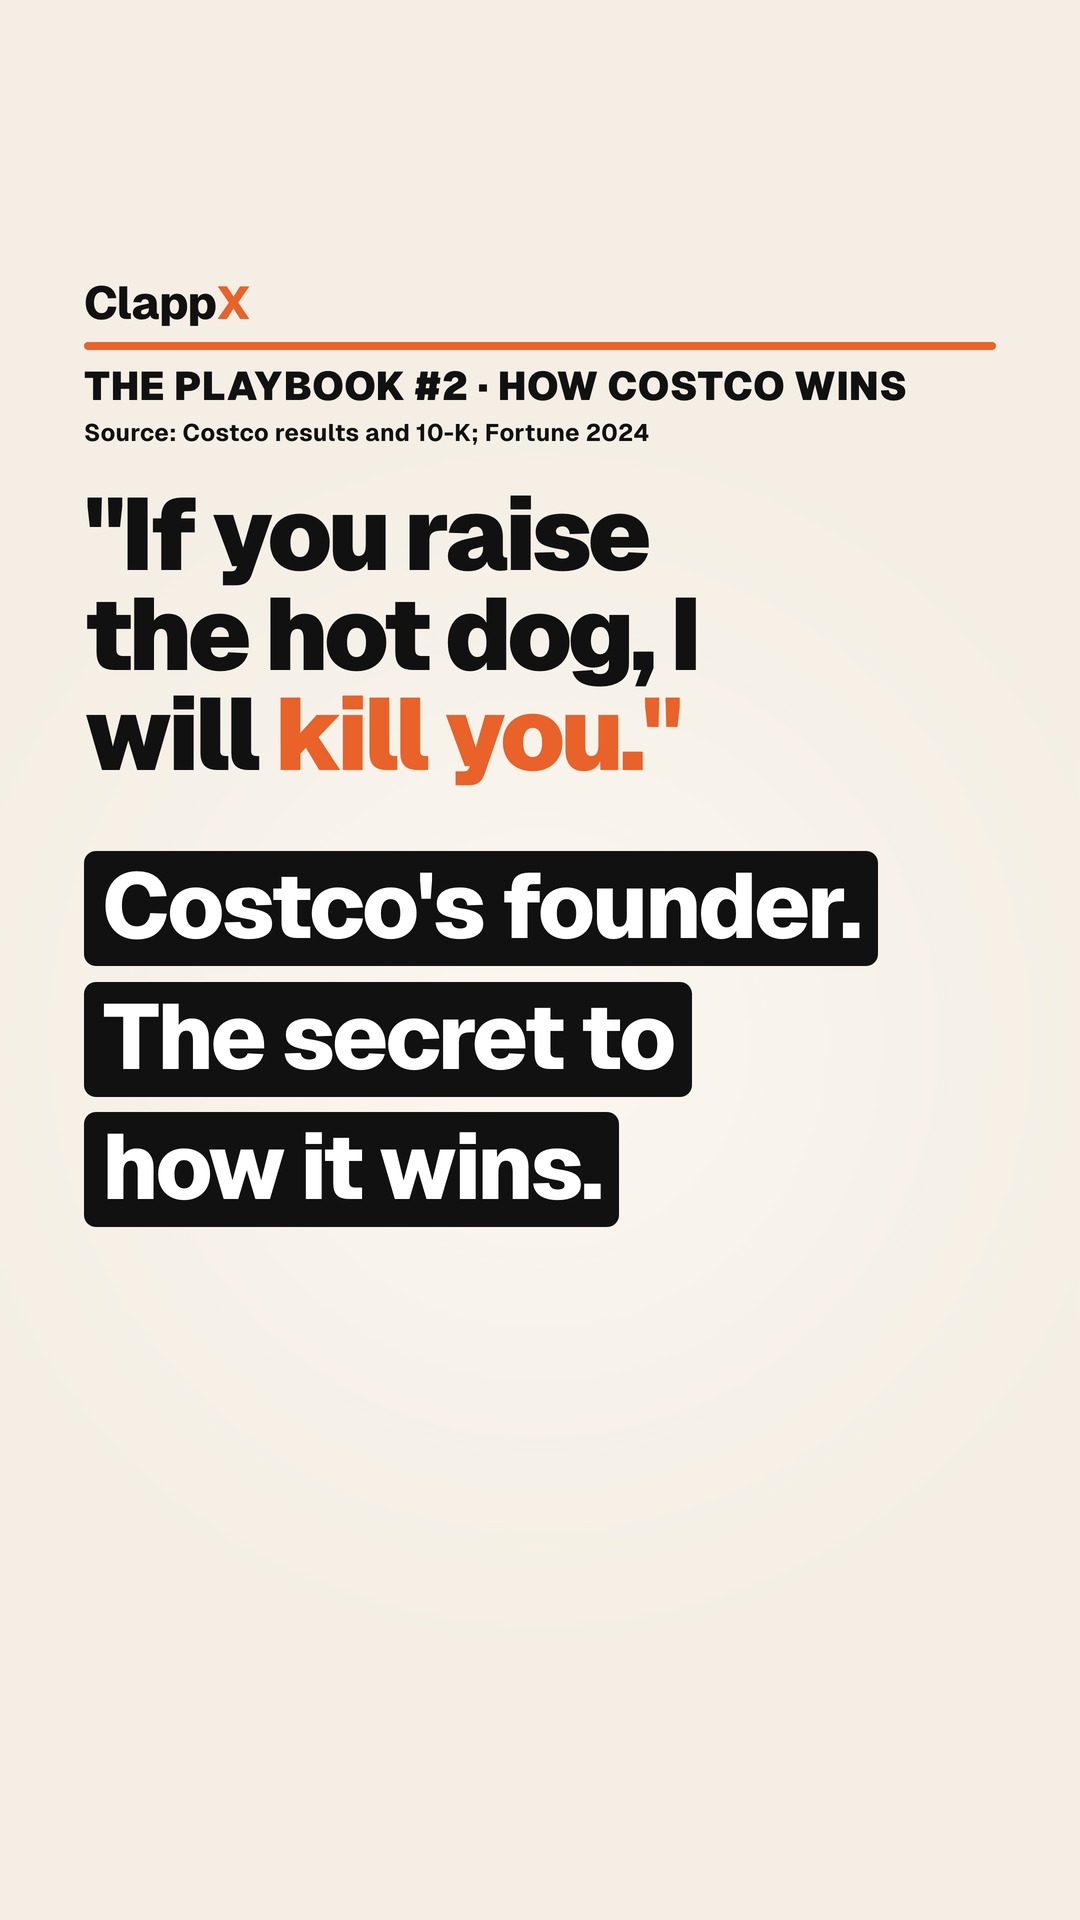 ClappX
THE PLAYBOOK #2 · HOW COSTCO WINS
Source: Costco results and 10-K; Fortune 2024
"If you raise
the hot dog, I
will kill you."
Costco's founder.
The secret to
how it wins.